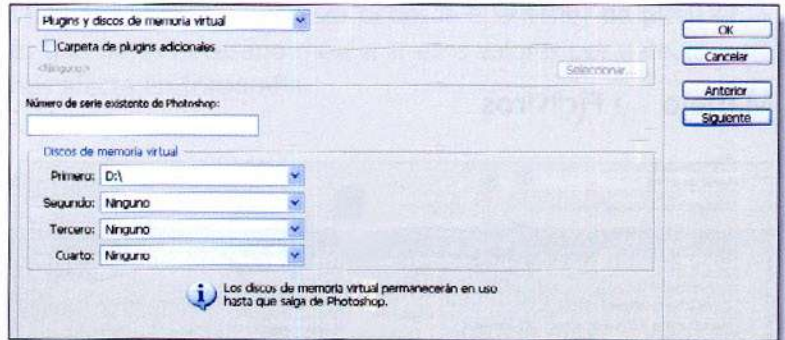 Plugins y discos de memoria virtual
Carpeta de plugins adicionales
<Ninguno>
Seleccionar...
Número de serie existente de Photoshop:
Discos de memoria virtual
Primero: D:\
Segundo: Ninguno
Tercero: Ninguno
Cuarto: Ninguno
Los discos de memoria virtual permanecerán en uso
hasta que salga de Photoshop.
OK
Cancelar
Anterior
Siguiente